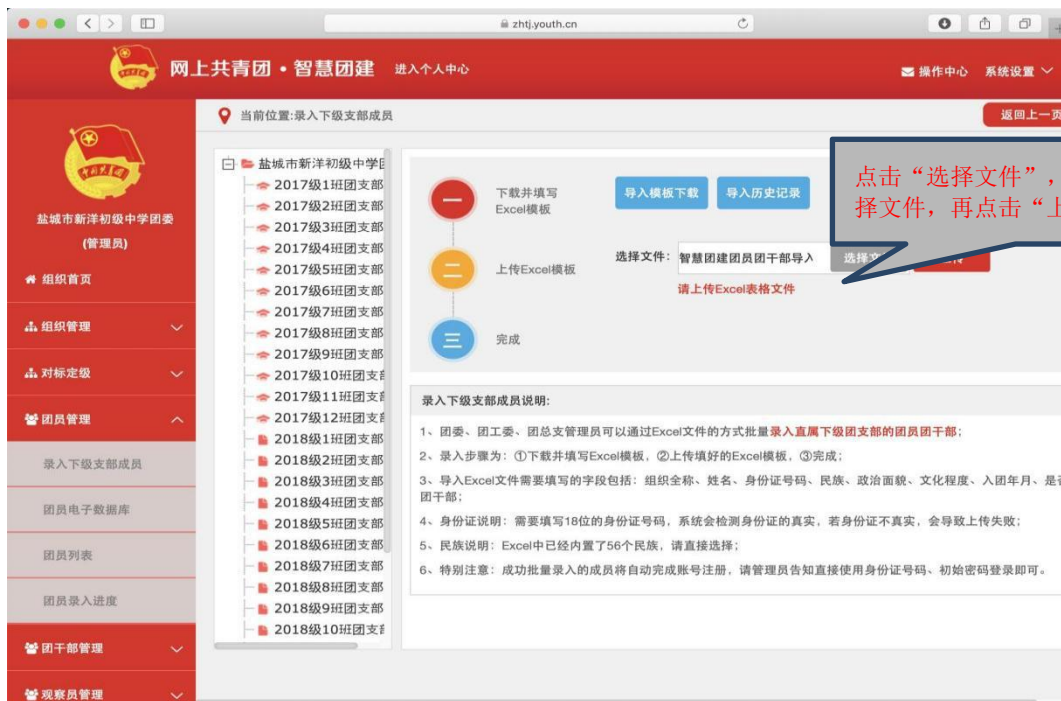 zhtj.youth.cn
网上共青团·智慧团建 进入个人中心
操作中心 系统设置
当前位置:录入下级支部成员
返回上一页
盐城市新洋初级中学团委
(管理员)
组织首页
组织管理
对标定级
团员管理
录入下级支部成员
团员电子数据库
团员列表
团员录入进度
团干部管理
观察员管理
盐城市新洋初级中学团
2017级1班团支部
2017级2班团支部
2017级3班团支部
2017级4班团支部
2017级5班团支部
2017级6班团支部
2017级7班团支部
2017级8班团支部
2017级9班团支部
2017级10班团支部
2017级11班团支部
2017级12班团支部
2018级1班团支部
2018级2班团支部
2018级3班团支部
2018级4班团支部
2018级5班团支部
2018级6班团支部
2018级7班团支部
2018级8班团支部
2018级9班团支部
2018级10班团支部
一
下载并填写
Excel模板
导入模板下载 导入历史记录
点击“选择文件”,
择文件,再点击“上
二
上传Excel模板
选择文件: 智慧团建团员团干部导入 选择文
请上传Excel表格文件
三
完成
录入下级支部成员说明:
1、团委、团工委、团总支管理员可以通过Excel文件的方式批量录入直属下级团支部的团员团干部;
2、录入步骤为:①下载并填写Excel模板,②上传填好的Excel模板,③完成;
3、导入Excel文件需要填写的字段包括:组织全称、姓名、身份证号码、民族、政治面貌、文化程度、入团年月、是否
团干部;
4、身份证说明:需要填写18位的身份证号码,系统会检测身份证的真实,若身份证不真实,会导致上传失败;
5、民族说明:Excel中已经内置了56个民族,请直接选择;
6、特别注意:成功批量录入的成员将自动完成账号注册,请管理员告知直接使用身份证号码、初始密码登录即可。